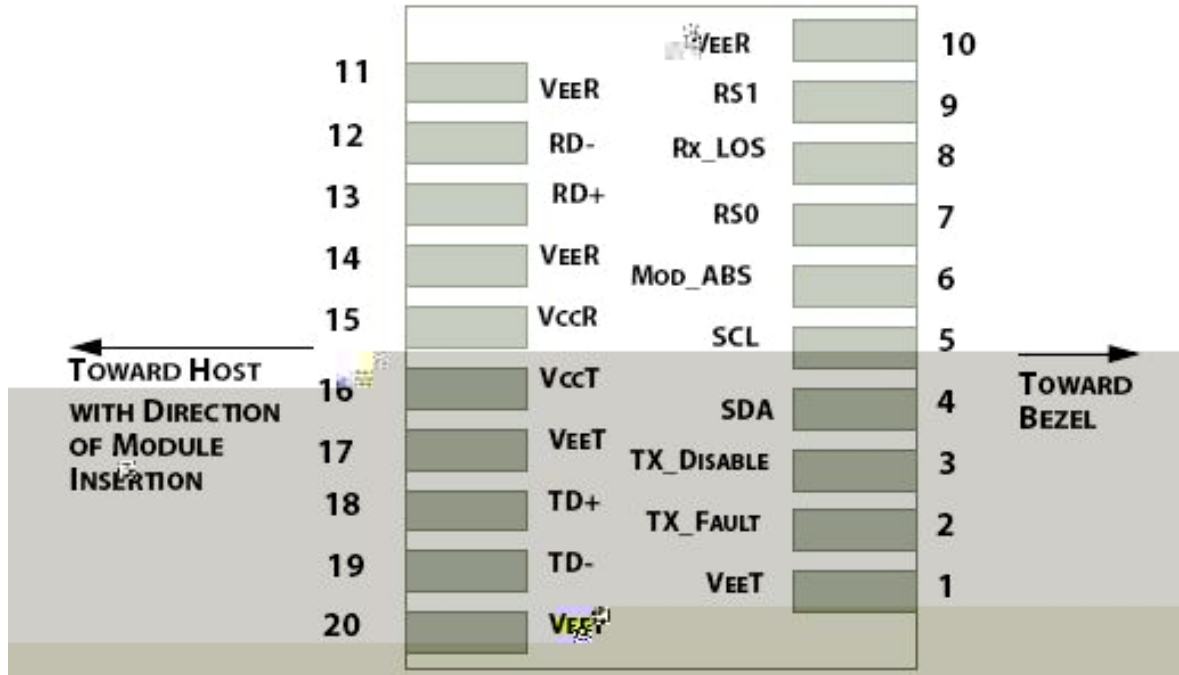 VEER 10
11 VEER
RS1 9
12 RD-
Rx_LOS 8
13 RD+
RS0 7
14 VEER
MOD_ABS 6
15 VCCR
SCL 5
TOWARD HOST
WITH DIRECTION
OF MODULE
INSERTION
TOWARD
BEZEL
16 VCCT
SDA 4
17 VEET
TX_DISABLE 3
18 TD+
TX_FAULT 2
19 TD-
VEET 1
20 VEET